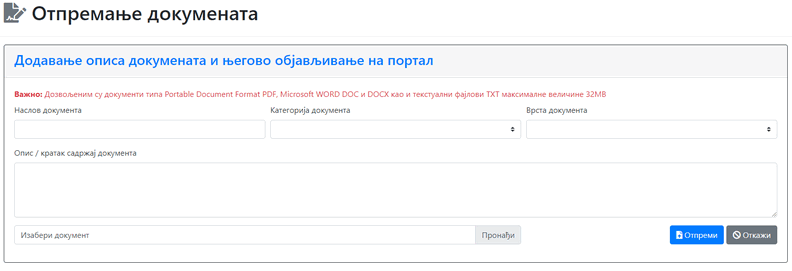 Отпремање докумената
Додавање описа докумената и његово објављивање на портал
Важно: Дозвољеним су документи типа Portable Document Format PDF, Microsoft WORD DOC и DOCX као и текстуални фајлови TXT максималне величине 32MB
Наслов документа Категорија документа Врста документа
Опис / кратак садржај документа
Изабери документ Пронађи Отпреми Откажи